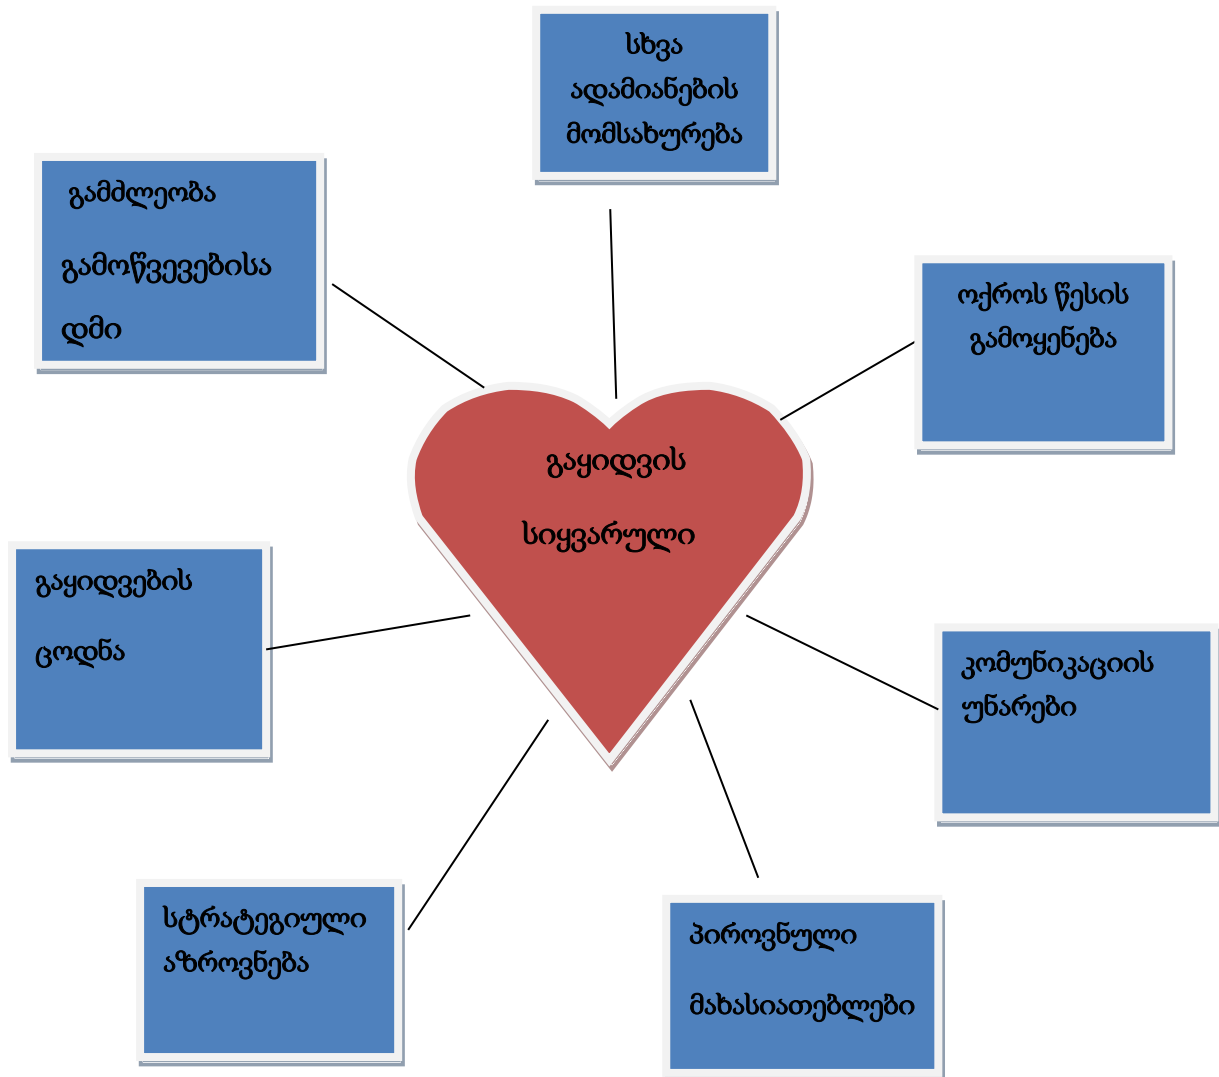 სხვა
ადამიანების
მომსახურება
გამძლეობა
გამოწვევებისა
დმი
ოქროს წესის
გამოყენება
გაყიდვის
სიყვარული
გაყიდვების
ცოდნა
კომუნიკაციის
უნარები
სტრატეგიული
აზროვნება
პიროვნული
მახასიათებლები